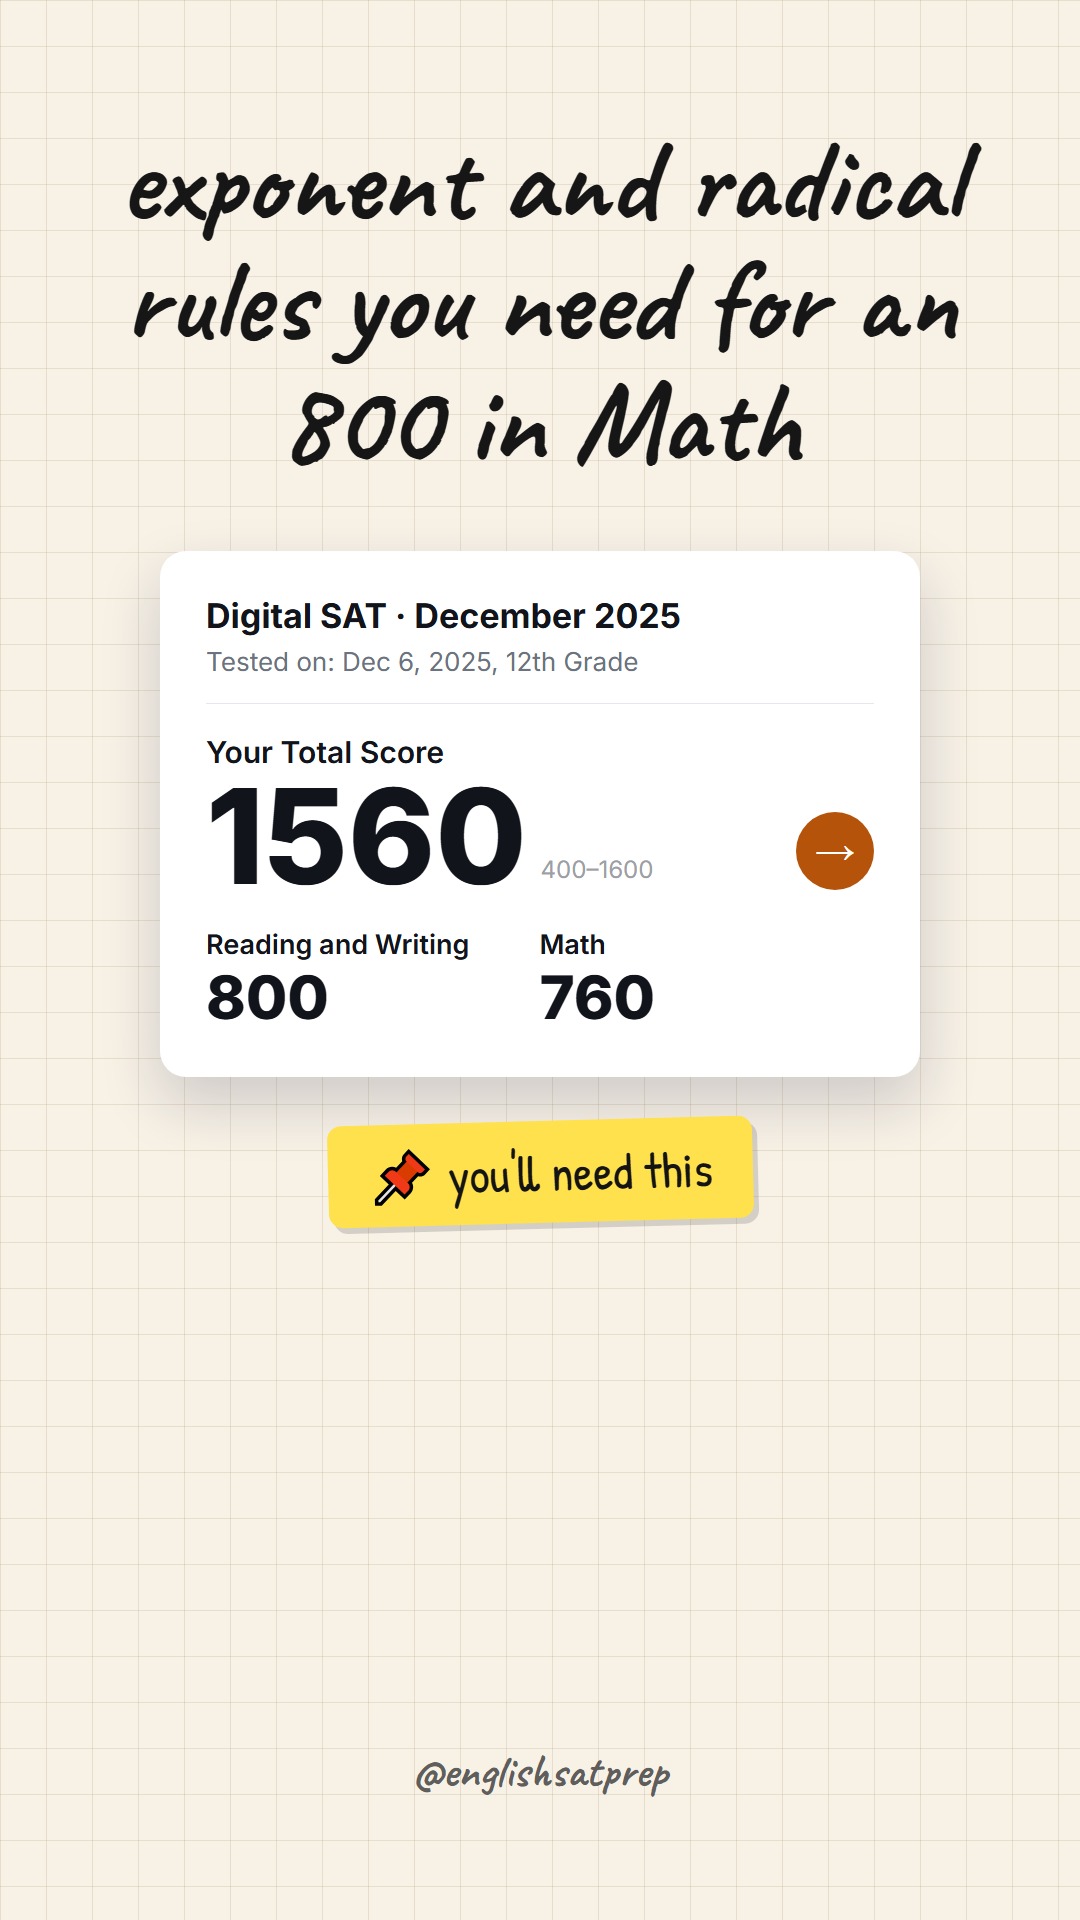 exponent and radical
rules you need for an
800 in Math
Digital SAT · December 2025
Tested on: Dec 6, 2025, 12th Grade
Your Total Score
1560 400–1600
→
Reading and Writing Math
800 760
📌 you'll need this
@englishsatprep